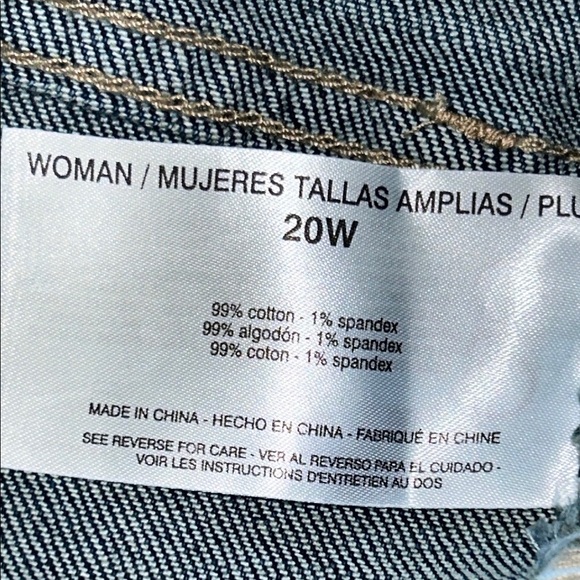 WOMAN / MUJERES TALLAS AMPLIAS / PLU
20W
99% cotton - 1% spandex
99% algodón - 1% spandex
99% coton - 1% spandex
MADE IN CHINA - HECHO EN CHINA - FABRIQUÉ EN CHINE
SEE REVERSE FOR CARE - VER AL REVERSO PARA EL CUIDADO -
VOIR LES INSTRUCTIONS D'ENTRETIEN AU DOS